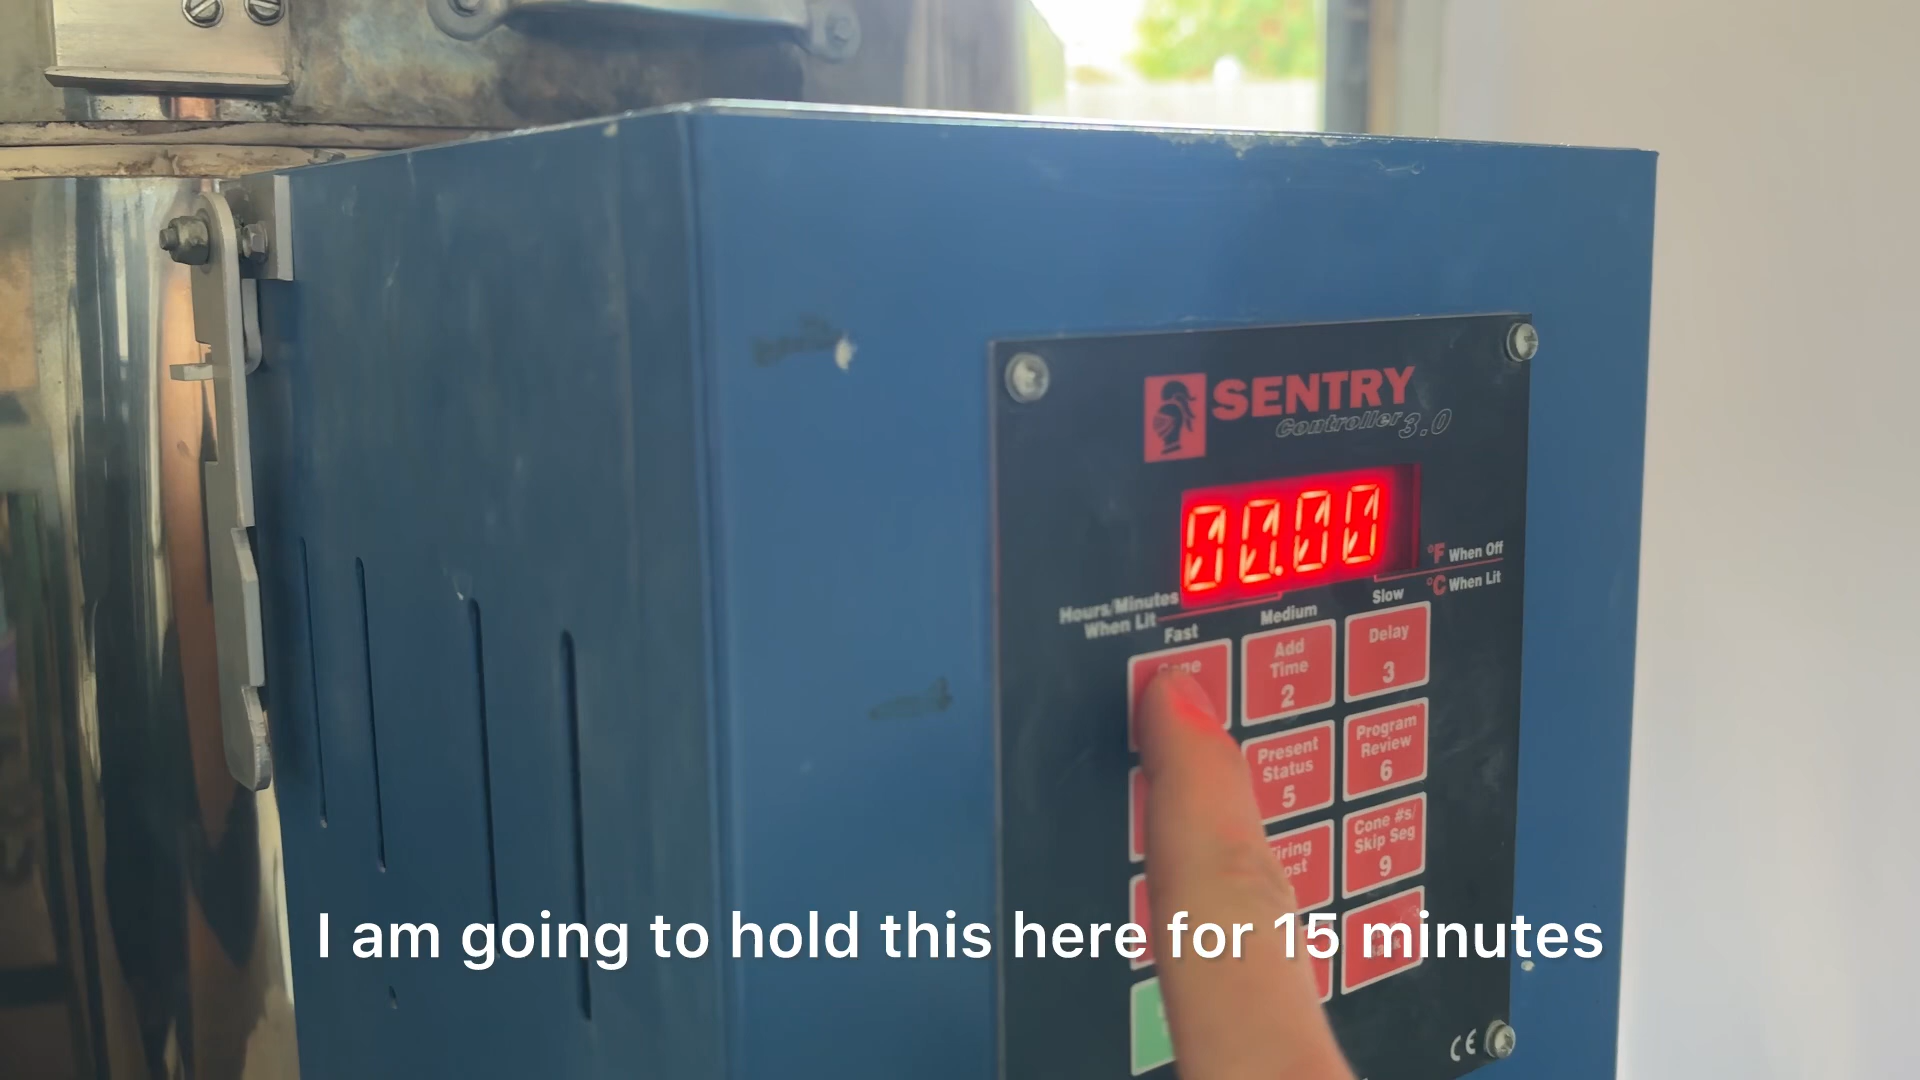 SENTRY
Controller 3.0
00.00
°F When Off
°C When Lit
Hours/Minutes
When Lit
Fast
Medium
Slow
Add
Time
2
Delay
3
Present
Status
5
Program
Review
6
Cone #s/
Skip Seg
9
I am going to hold this here for 15 minutes
CE